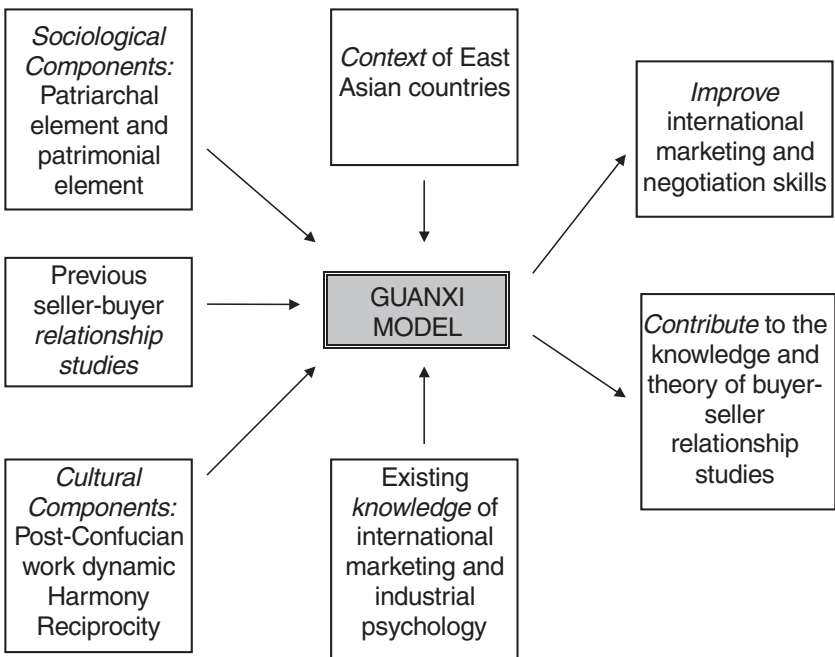 Sociological
Components:
Patriarchal
element and
patrimonial
element
Context of East
Asian countries
Improve
international
marketing and
negotiation skills
Previous
seller-buyer
relationship
studies
GUANXI
MODEL
Contribute to the
knowledge and
theory of buyer-
seller
relationship
studies
Cultural
Components:
Post-Confucian
work dynamic
Harmony
Reciprocity
Existing
knowledge of
international
marketing and
industrial
psychology